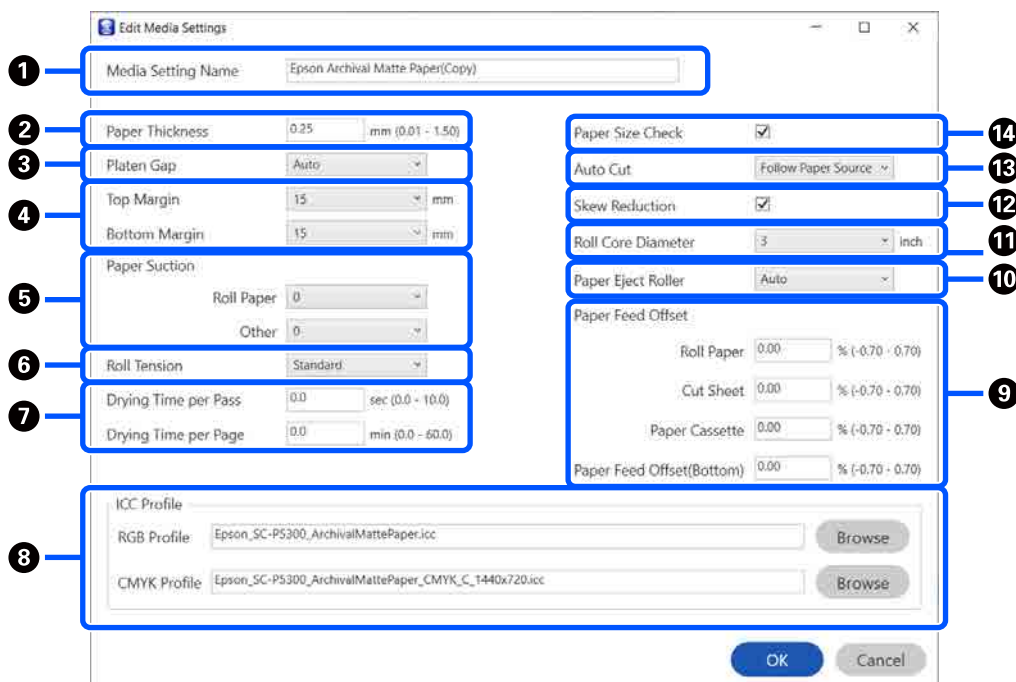 Edit Media Settings
1 Media Setting Name Epson Archival Matte Paper(Copy)
2 Paper Thickness 0.25 mm (0.01 - 1.50)
3 Platen Gap Auto
4 Top Margin 15 mm
Bottom Margin 15 mm
5 Paper Suction
Roll Paper 0
Other 0
6 Roll Tension Standard
7 Drying Time per Pass 0.0 sec (0.0 - 10.0)
Drying Time per Page 0.0 min (0.0 - 60.0)
Paper Size Check 14
Auto Cut Follow Paper Source 13
Skew Reduction 12
Roll Core Diameter 3 inch 11
Paper Eject Roller Auto 10
Paper Feed Offset 9
Roll Paper 0.00 % (-0.70 - 0.70)
Cut Sheet 0.00 % (-0.70 - 0.70)
Paper Cassette 0.00 % (-0.70 - 0.70)
Paper Feed Offset(Bottom) 0.00 % (-0.70 - 0.70)
8 ICC Profile
RGB Profile Epson_SC-P5300_ArchivalMattePaper.icc Browse
CMYK Profile Epson_SC-P5300_ArchivalMattePaper_CMYK_C_1440x720.icc Browse
OK Cancel